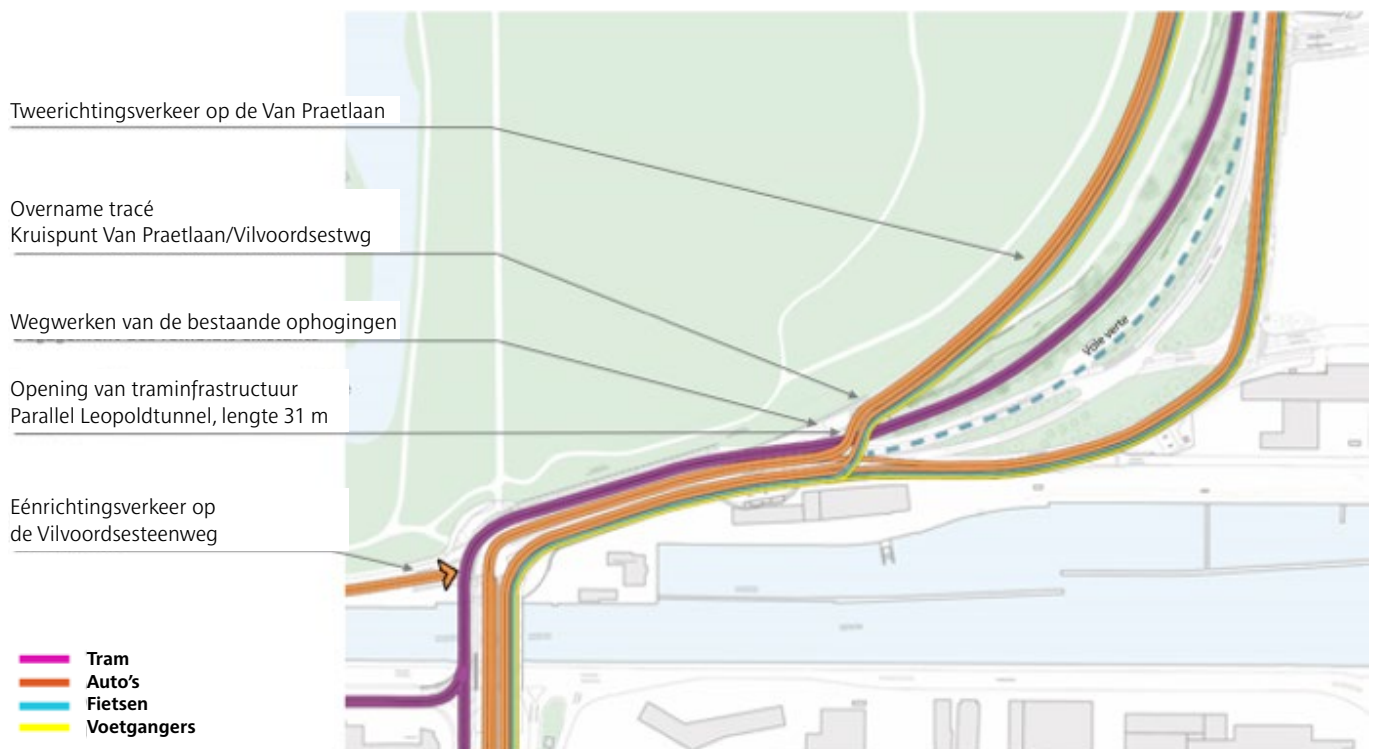 Tweerichtingsverkeer op de Van Praetlaan
Overname tracé
Kruispunt Van Praetlaan/Vilvoordsestwg
Wegwerken van de bestaande ophogingen
Opening van traminfrastructuur
Parallel Leopoldtunnel, lengte 31 m
Eénrichtingsverkeer op
de Vilvoordsesteenweg
Voie verte
Tram
Auto's
Fietsen
Voetgangers